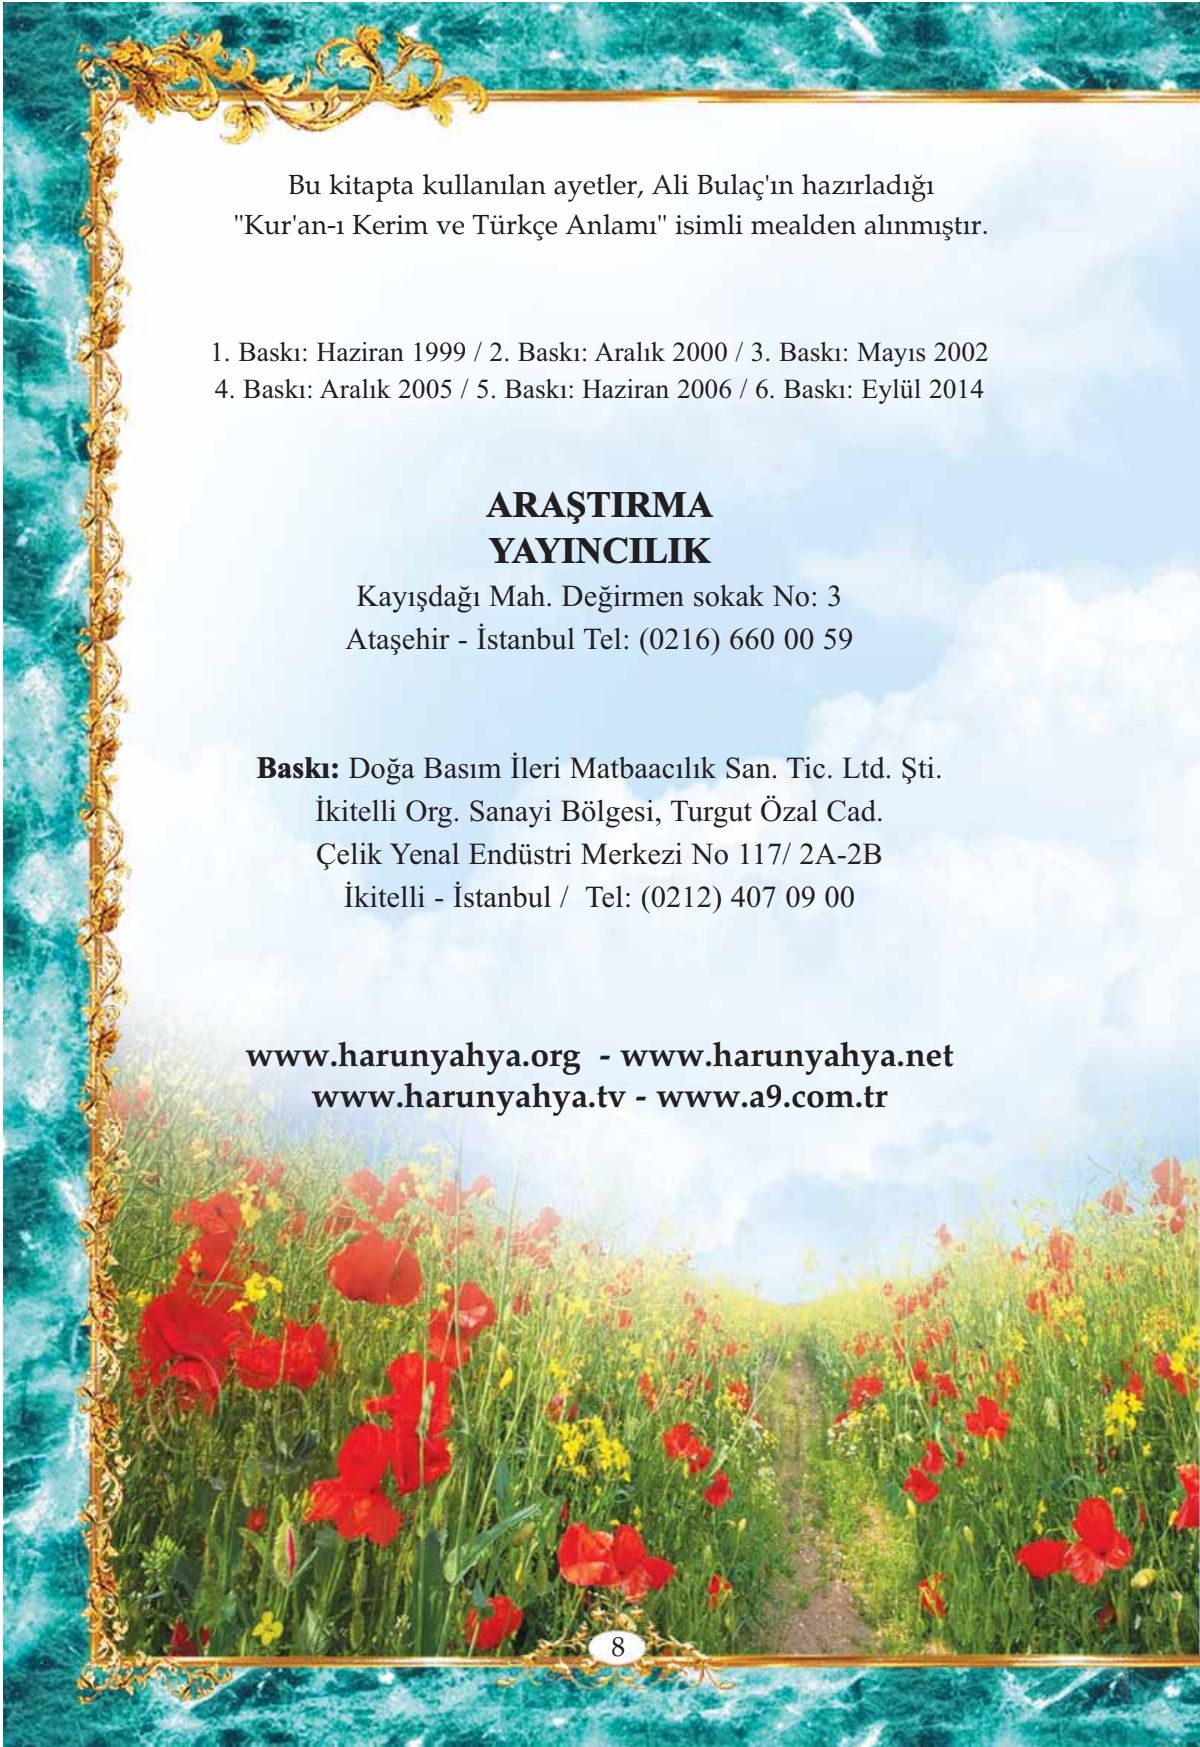 Bu kitapta kullanılan ayetler, Ali Bulaç'ın hazırladığı
"Kur'an-ı Kerim ve Türkçe Anlamı" isimli mealden alınmıştır.
1. Baskı: Haziran 1999 / 2. Baskı: Aralık 2000 / 3. Baskı: Mayıs 2002
4. Baskı: Aralık 2005 / 5. Baskı: Haziran 2006 / 6. Baskı: Eylül 2014
ARAŞTIRMA
YAYINCILIK
Kayışdağı Mah. Değirmen sokak No: 3
Ataşehir - İstanbul Tel: (0216) 660 00 59
Baskı: Doğa Basım İleri Matbaacılık San. Tic. Ltd. Şti.
İkitelli Org. Sanayi Bölgesi, Turgut Özal Cad.
Çelik Yenal Endüstri Merkezi No 117/ 2A-2B
İkitelli - İstanbul / Tel: (0212) 407 09 00
www.harunyahya.org - www.harunyahya.net
www.harunyahya.tv - www.a9.com.tr
8